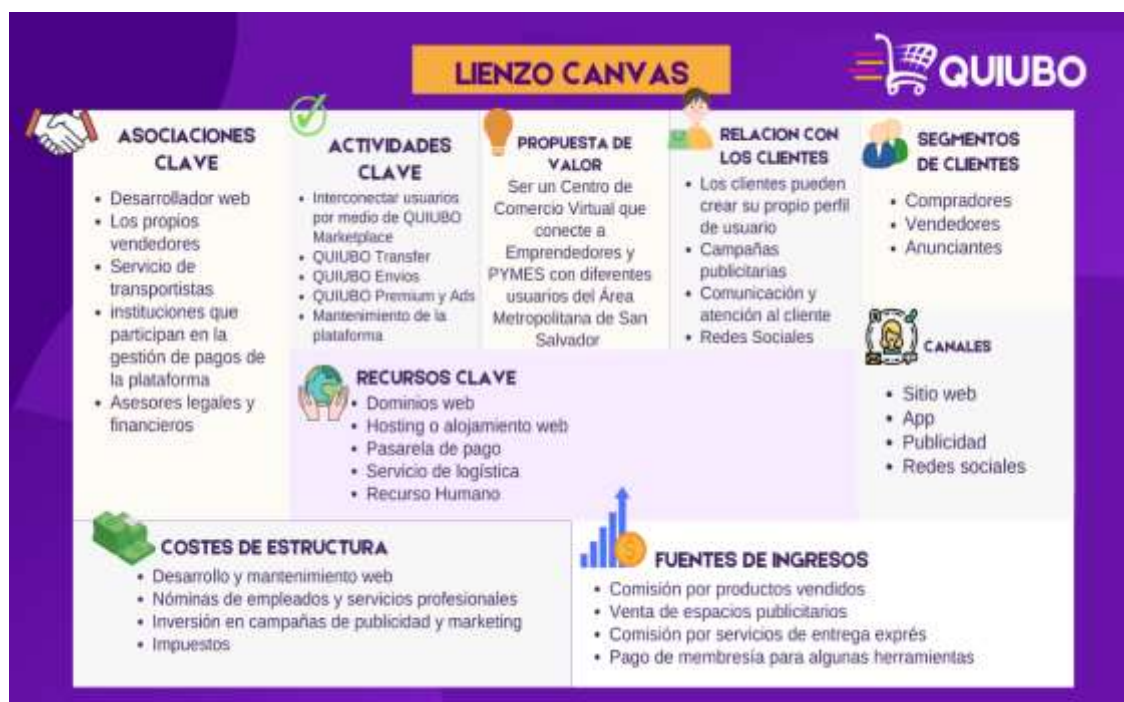 LIENZO CANVAS
QUIUBO
ASOCIACIONES
CLAVE
• Desarrollador web
• Los propios
vendedores
• Servicio de
transportistas
• instituciones que
participan en la
gestión de pagos de
la plataforma
• Asesores legales y
financieros
ACTIVIDADES
CLAVE
• Interconectar usuarios
por medio de QUIUBO
Marketplace
• QUIUBO Transfer
• QUIUBO Envios
• QUIUBO Premium y Ads
• Mantenimiento de la
plataforma
PROPUESTA DE
VALOR
Ser un Centro de
Comercio Virtual que
conecte a
Emprendedores y
PYMES con diferentes
usuarios del Área
Metropolitana de San
Salvador
RELACION CON
LOS CLIENTES
• Los clientes pueden
crear su propio perfil
de usuario
• Campañas
publicitarias
• Comunicación y
atención al cliente
• Redes Sociales
SEGMENTOS
DE CLIENTES
• Compradores
• Vendedores
• Anunciantes
RECURSOS CLAVE
• Dominios web
• Hosting o alojamiento web
• Pasarela de pago
• Servicio de logística
• Recurso Humano
CANALES
• Sitio web
• App
• Publicidad
• Redes sociales
COSTES DE ESTRUCTURA
• Desarrollo y mantenimiento web
• Nóminas de empleados y servicios profesionales
• Inversión en campañas de publicidad y marketing
• Impuestos
FUENTES DE INGRESOS
• Comisión por productos vendidos
• Venta de espacios publicitarios
• Comisión por servicios de entrega exprés
• Pago de membresía para algunas herramientas